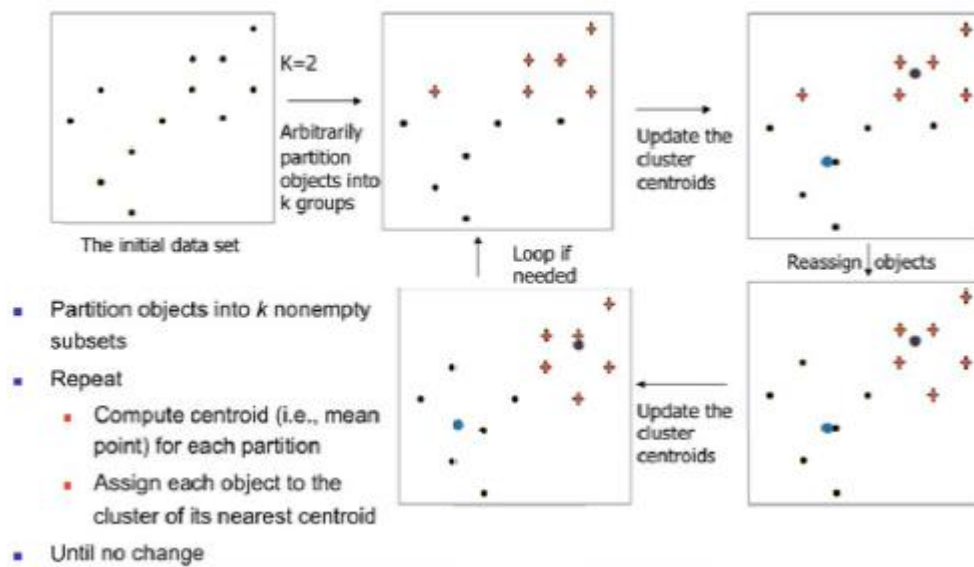 K=2
Arbitrarily
partition
objects into
k groups
Update the
cluster
centroids
The initial data set
Loop if
needed
Reassign objects
Update the
cluster
centroids
Partition objects into k nonempty
subsets
Repeat
Compute centroid (i.e., mean
point) for each partition
Assign each object to the
cluster of its nearest centroid
Until no change